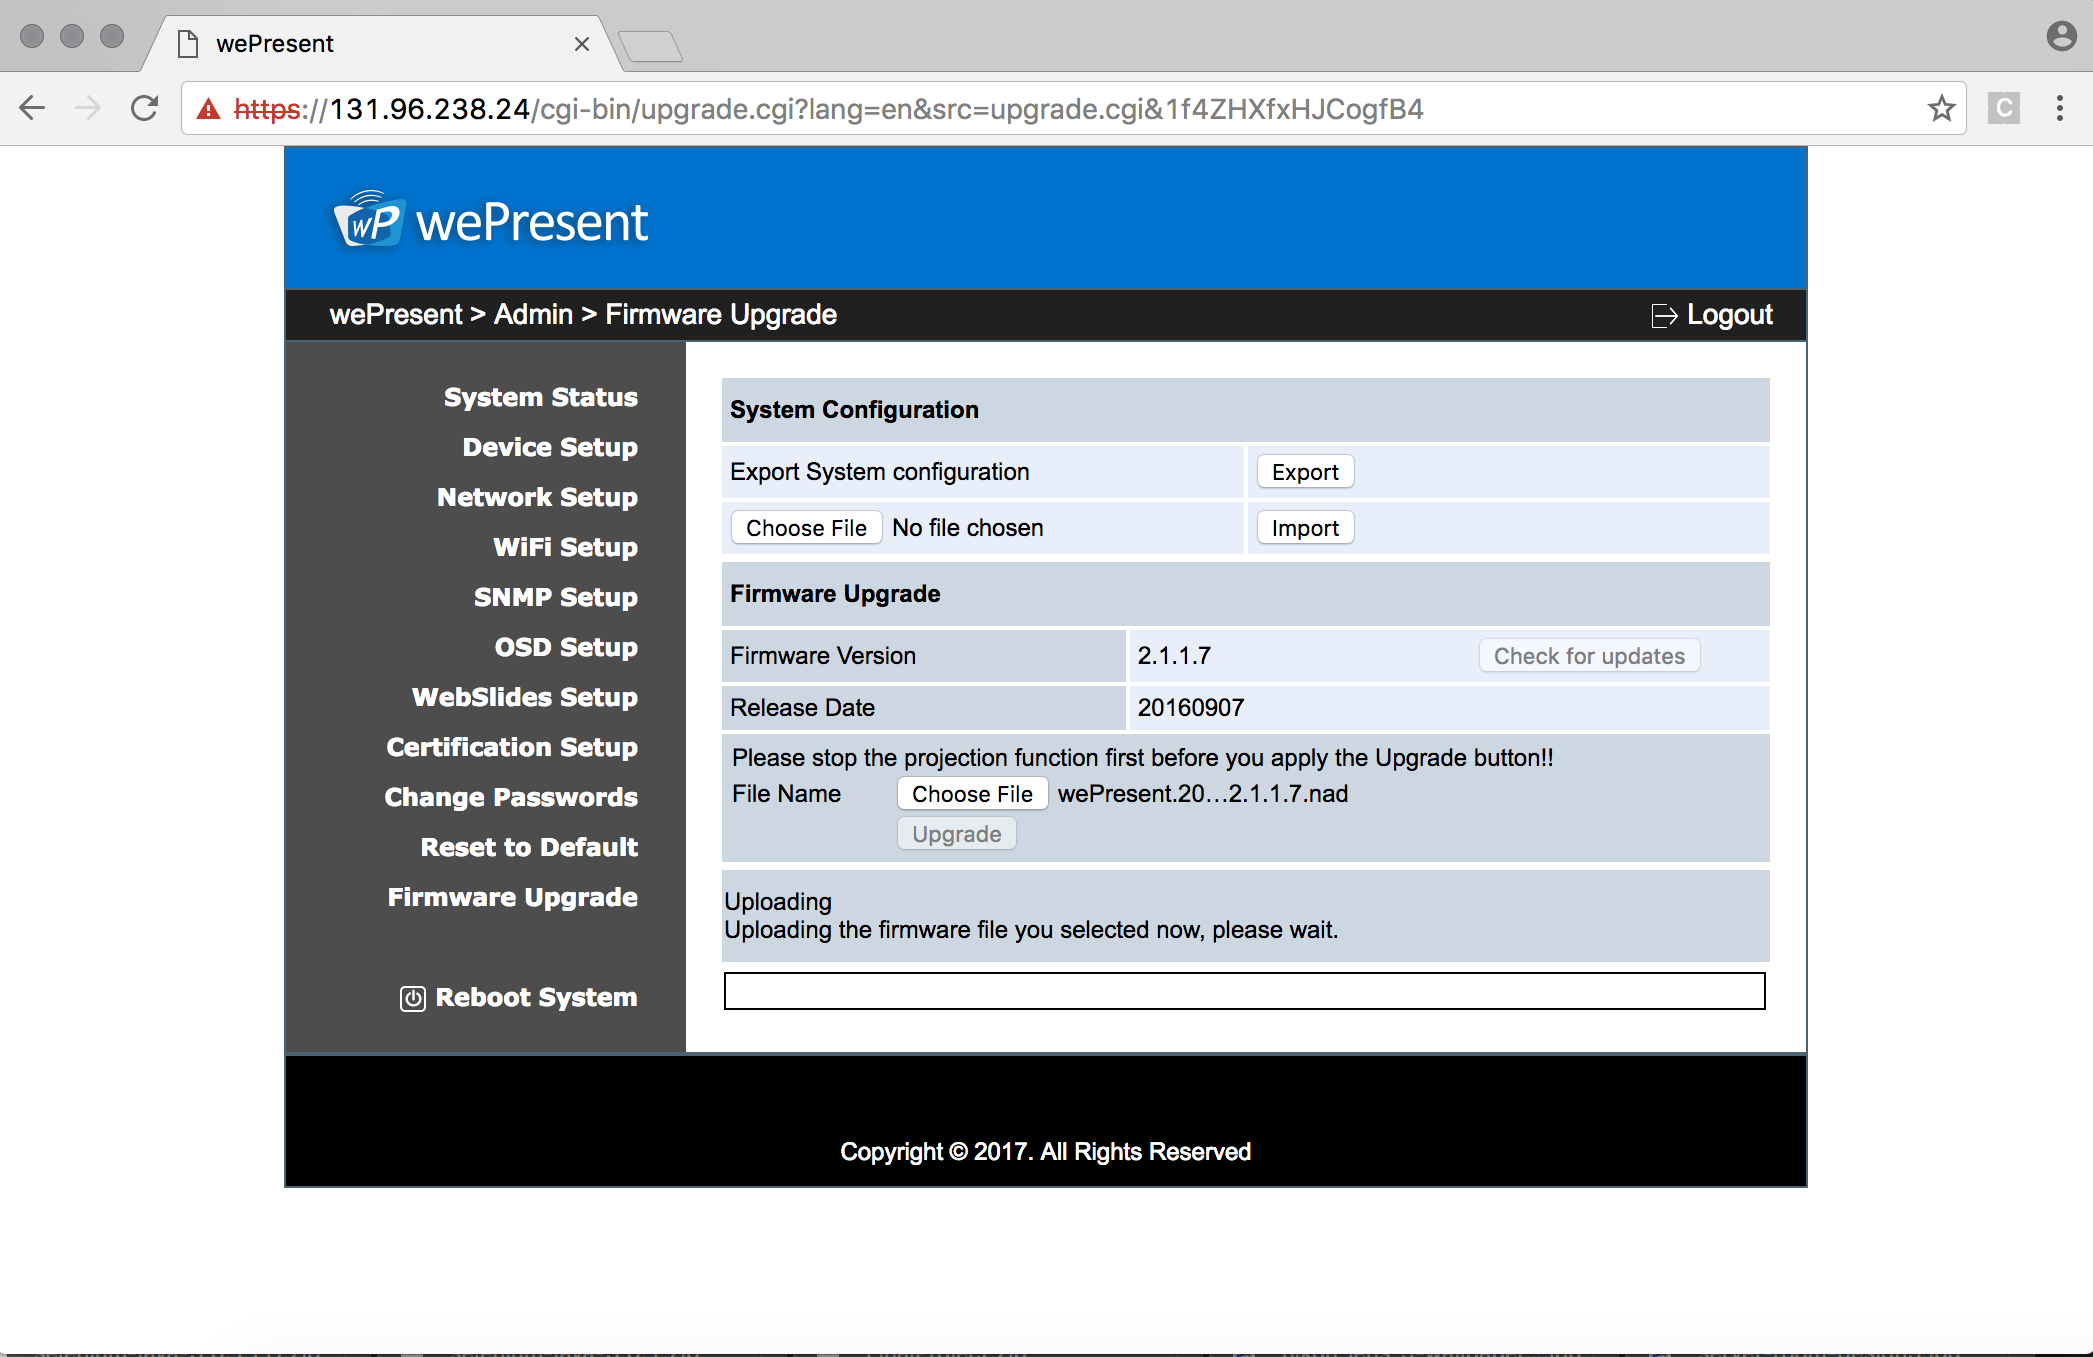 wePresent
https://131.96.238.24/cgi-bin/upgrade.cgi?lang=en&src=upgrade.cgi&1f4ZHXfxHJCogfB4
C
wP wePresent
wePresent > Admin > Firmware Upgrade
Logout
System Status
Device Setup
Network Setup
WiFi Setup
SNMP Setup
OSD Setup
WebSlides Setup
Certification Setup
Change Passwords
Reset to Default
Firmware Upgrade
Reboot System
System Configuration
Export System configuration Export
Choose File No file chosen Import
Firmware Upgrade
Firmware Version 2.1.1.7 Check for updates
Release Date 20160907
Please stop the projection function first before you apply the Upgrade button!!
File Name Choose File wePresent.20…2.1.1.7.nad
Upgrade
Uploading
Uploading the firmware file you selected now, please wait.
Copyright © 2017. All Rights Reserved